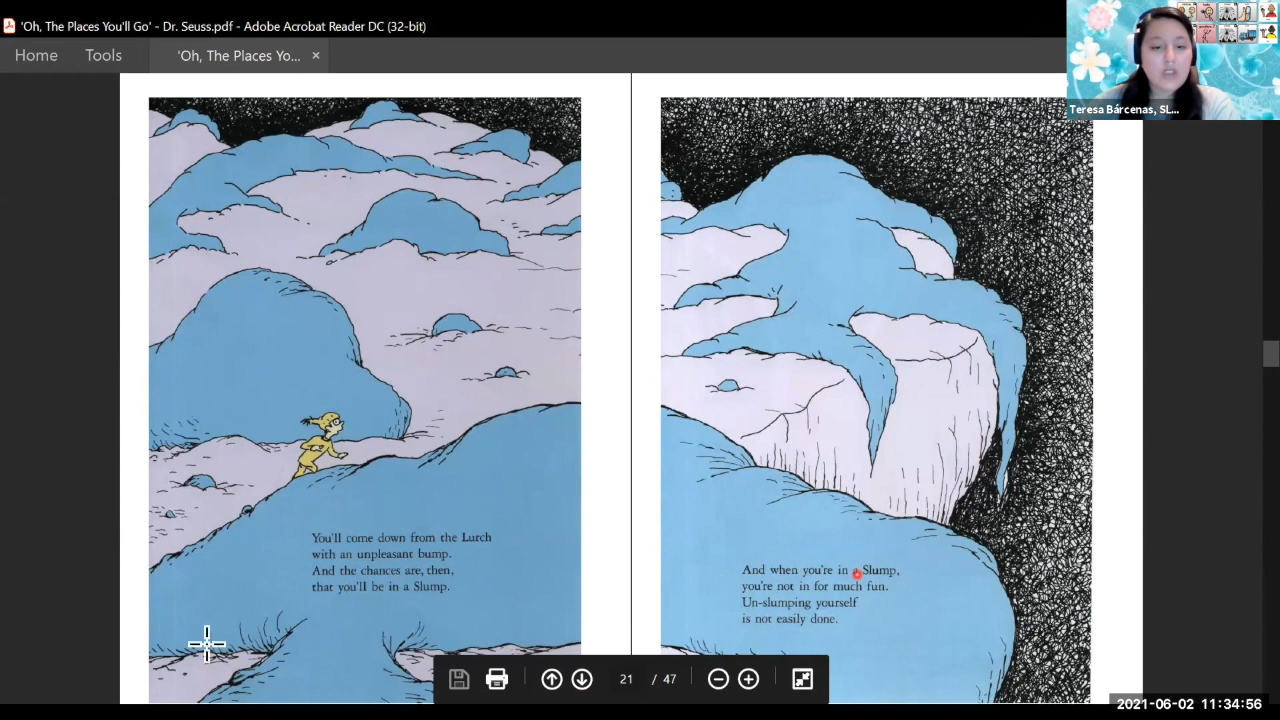 'Oh, The Places You'll Go' - Dr. Seuss.pdf - Adobe Acrobat Reader DC (32-bit)
Home Tools 'Oh, The Places Yo... ×
Teresa Bárcenas, SL...
You'll come down from the Lurch
with an unpleasant bump.
And the chances are, then,
that you'll be in a Slump.
And when you're in a Slump,
you're not in for much fun.
Un-slumping yourself
is not easily done.
21 / 47
2021-06-02 11:34:56